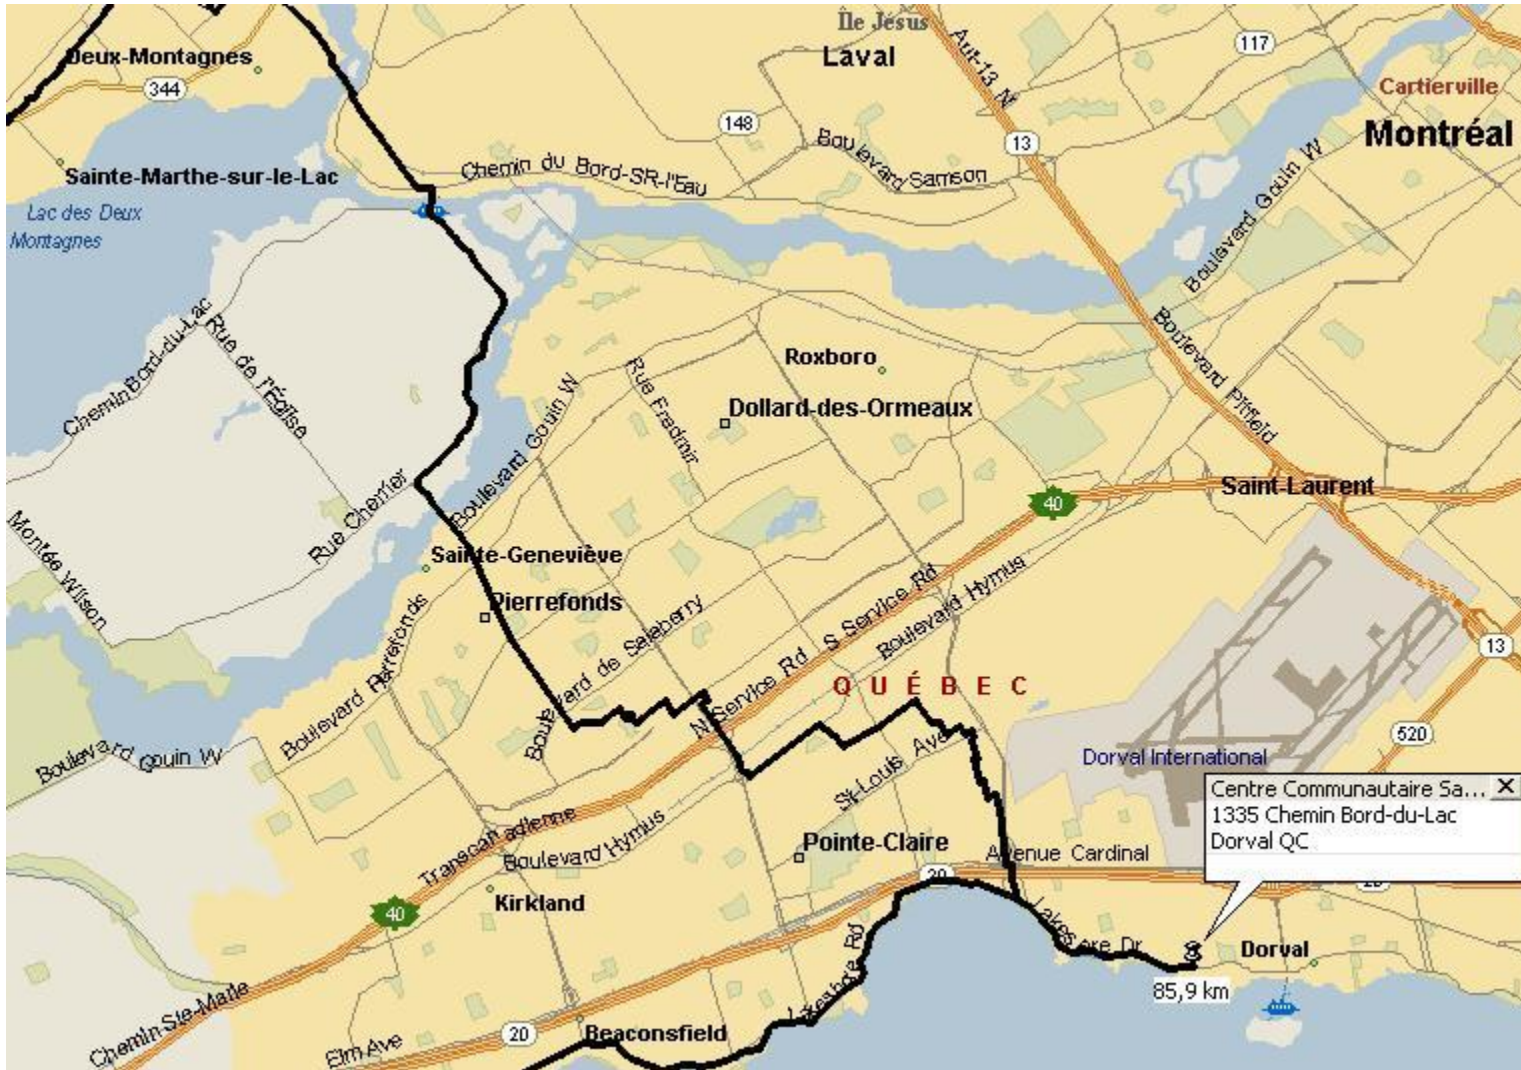 Île Jésus
Laval
Aut-13 N
117
Deux-Montagnes
344
Cartierville
Montréal
148
13
Boulevard Samson
Chemin du Bord-SR-l'Eau
Sainte-Marthe-sur-le-Lac
Lac des Deux
Montagnes
Boulevard Gouin W
Chemin Bord-du-Lac
Rue de l'Église
Boulevard Pitfield
Roxboro
Rue Fredmir
Dollard-des-Ormeaux
Boulevard Gouin W
Saint-Laurent
40
Rue Cherrier
Montée Wilson
Sainte-Geneviève
Pierrefonds
S Service Rd
Boulevard Hymus
Boulevard de Salaberry
Boulevard Pierrefonds
N Service Rd
QUÉBEC
13
520
Boulevard Gouin W
Dorval International
St-Louis Ave
Centre Communautaire Sa...
1335 Chemin Bord-du-Lac
Dorval QC
Transcanadienne
Boulevard Hymus
Pointe-Claire
Avenue Cardinal
20
20
Kirkland
40
Lakeshore Dr
Lakeshore Rd
Dorval
85,9 km
Chemin Ste-Marie
20
Elm Ave
Beaconsfield